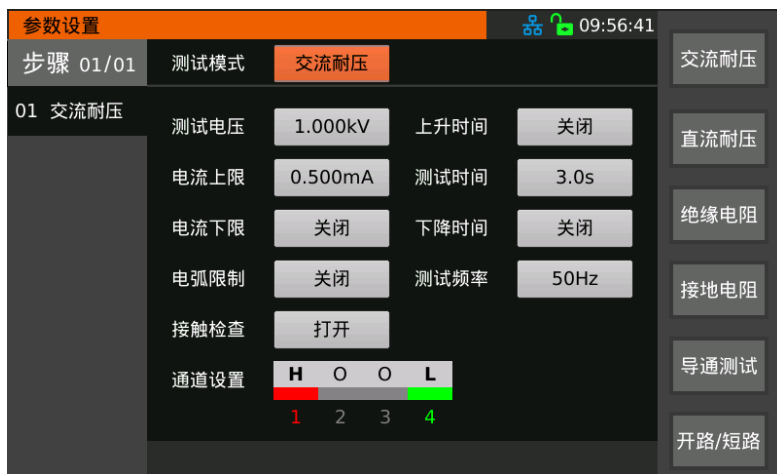 参数设置 09:56:41
步骤 01/01
01 交流耐压
测试模式 交流耐压
测试电压 1.000kV 上升时间 关闭
电流上限 0.500mA 测试时间 3.0s
电流下限 关闭 下降时间 关闭
电弧限制 关闭 测试频率 50Hz
接触检查 打开
通道设置 H O O L
1 2 3 4
交流耐压
直流耐压
绝缘电阻
接地电阻
导通测试
开路/短路